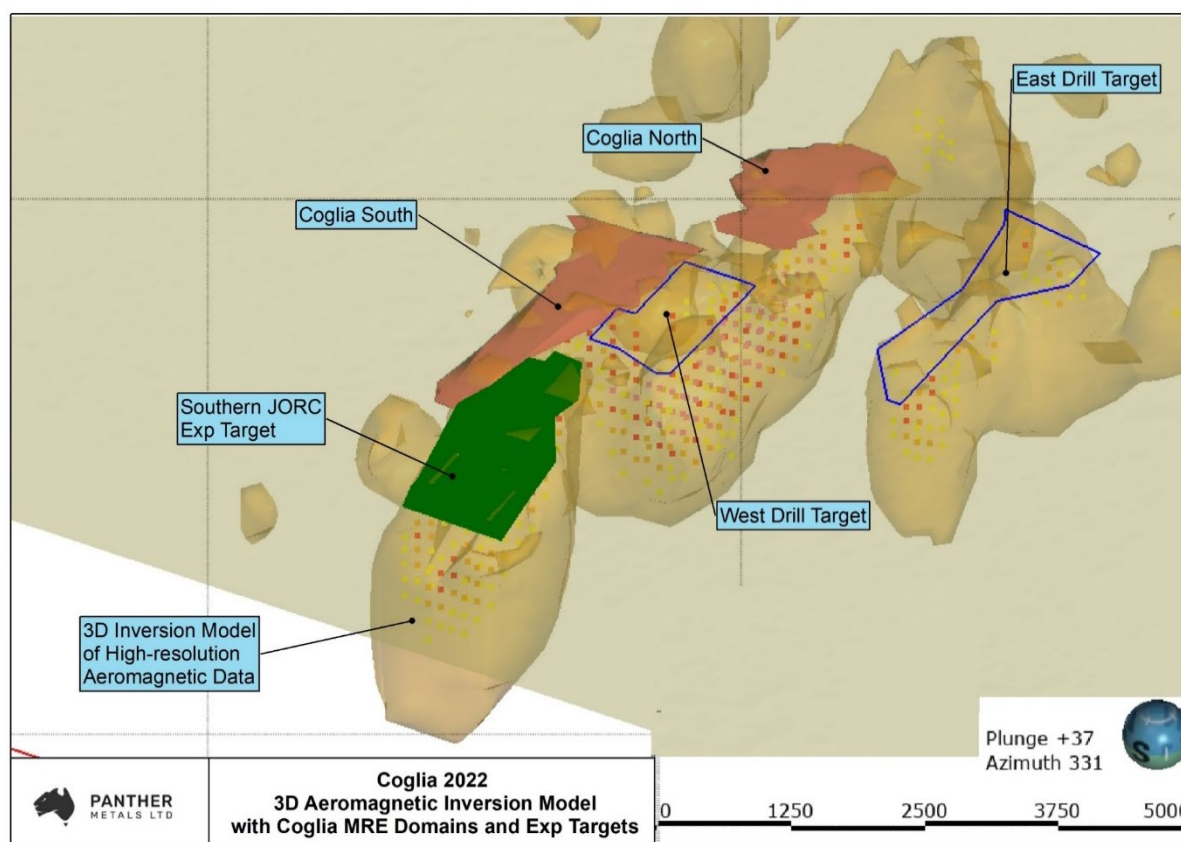 East Drill Target
Coglia North
Coglia South
Southern JORC
Exp Target
West Drill Target
3D Inversion Model
of High-resolution
Aeromagnetic Data
Plunge +37
Azimuth 331
S
PANTHER
METALS LTD
Coglia 2022
3D Aeromagnetic Inversion Model
with Coglia MRE Domains and Exp Targets
0 1250 2500 3750 5000